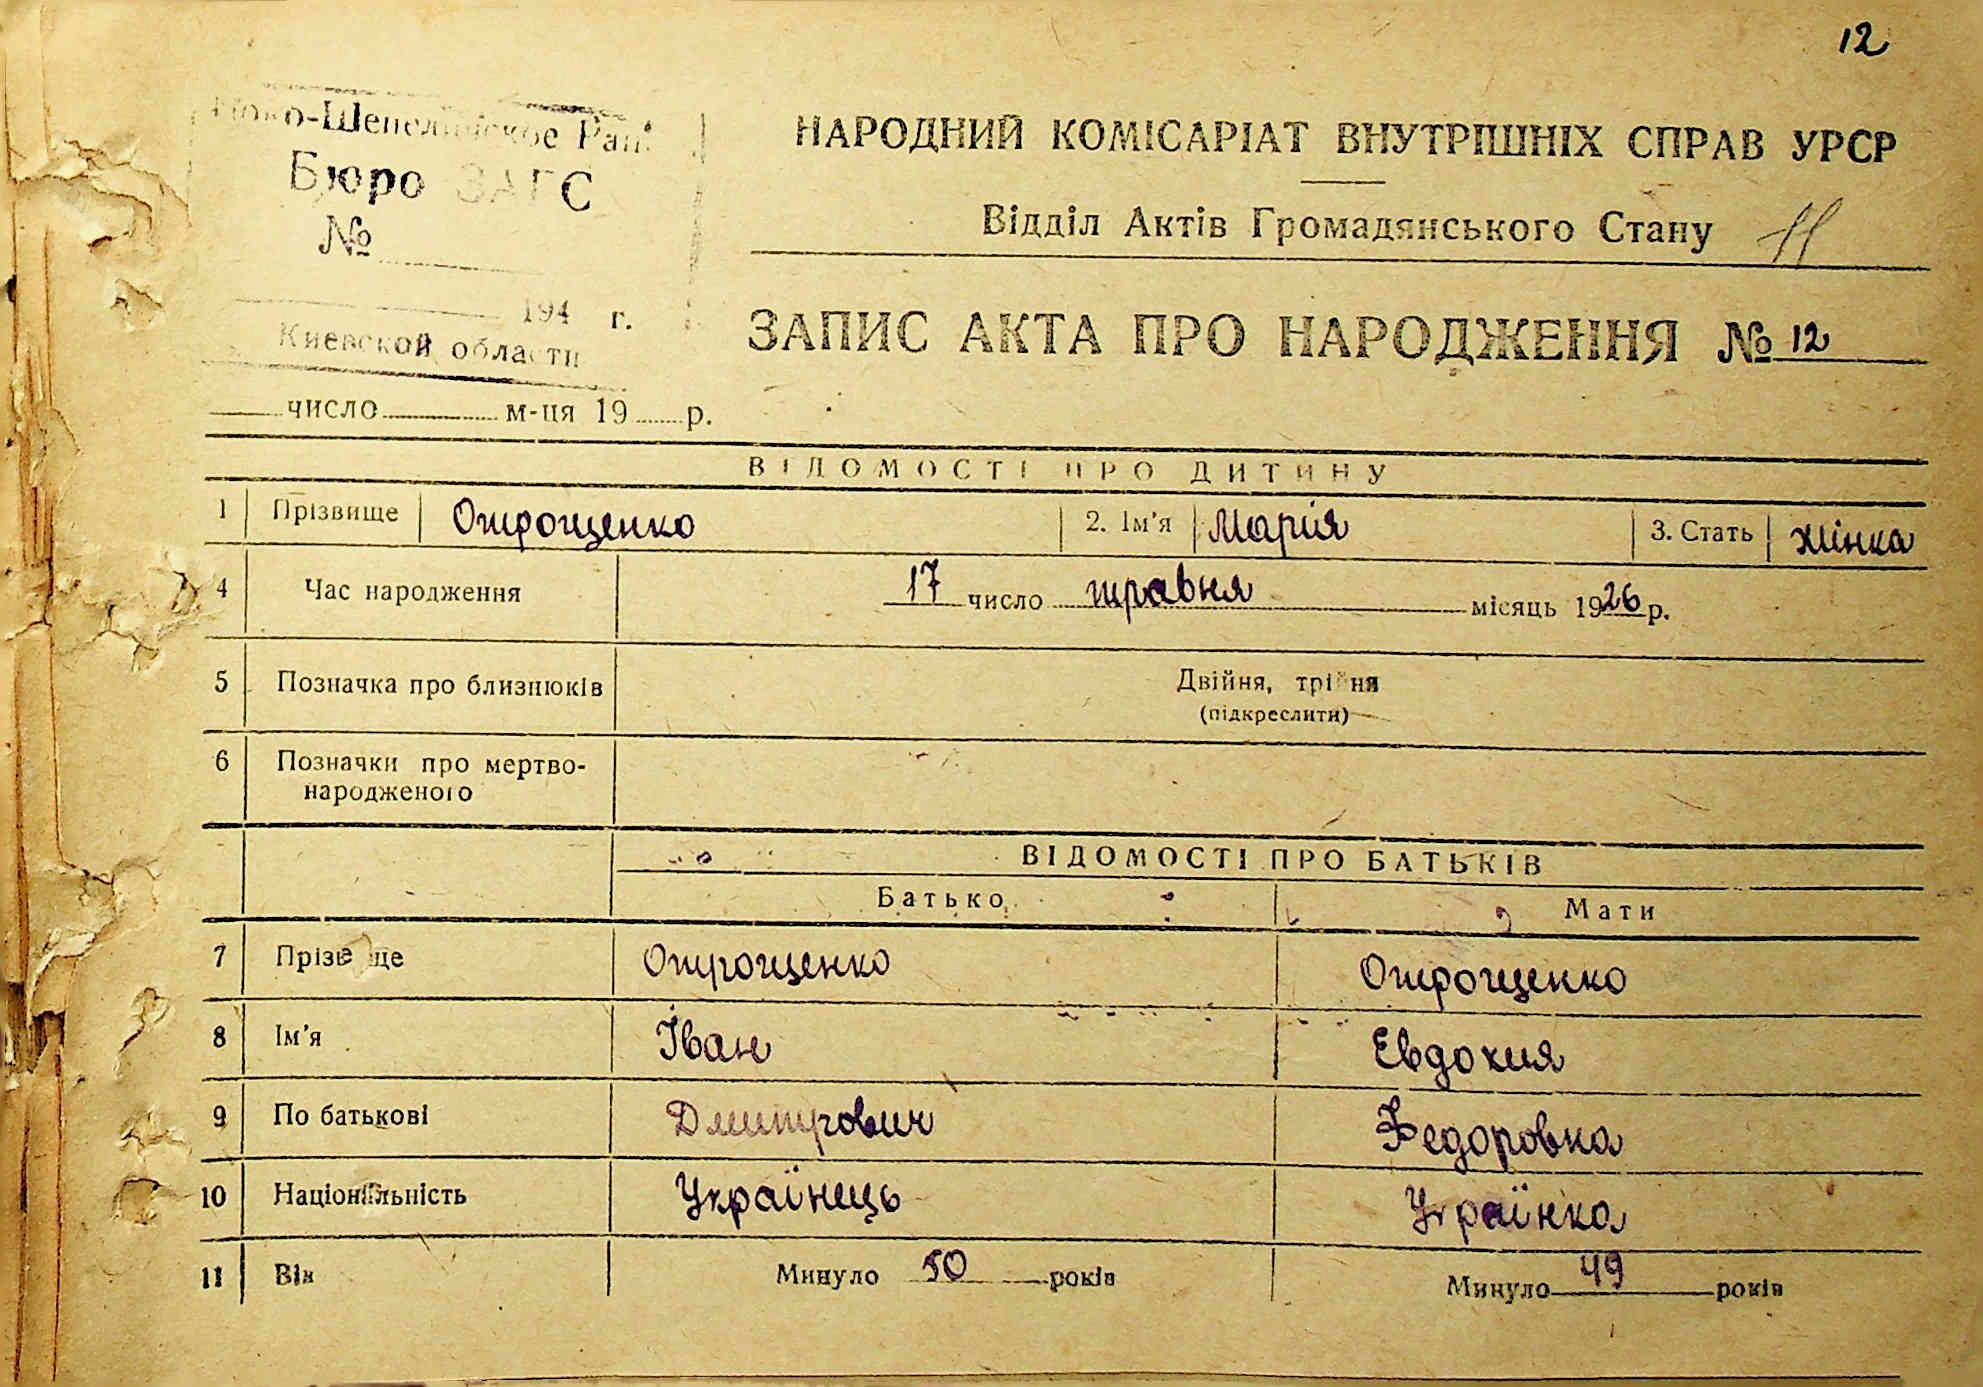 12
Ново-Шепеличское Рай.
Бюро ЗАГС
№
194 г.
Киевской области
НАРОДНИЙ КОМІСАРІАТ ВНУТРІШНІХ СПРАВ УРСР
Відділ Актів Громадянського Стану 11
ЗАПИС АКТА ПРО НАРОДЖЕННЯ № 12
число м-ця 19 р.
ВІДОМОСТІ ПРО ДИТИНУ
1 Прізвище Отрощенко 2. Ім'я Марія 3. Стать жінка
4 Час народження 17 число травня місяць 1926 р.
5 Позначка про близнюків Двійня, трійня
(підкреслити)
6 Позначки про мертво-
народженого
ВІДОМОСТІ ПРО БАТЬКІВ
Батько Мати
7 Прізвище Отрощенко Отрощенко
8 Ім'я Іван Евдокия
9 По батькові Дмитрович Федоровна
10 Національність Українець Українка
11 Вік Минуло 50 років Минуло 49 років